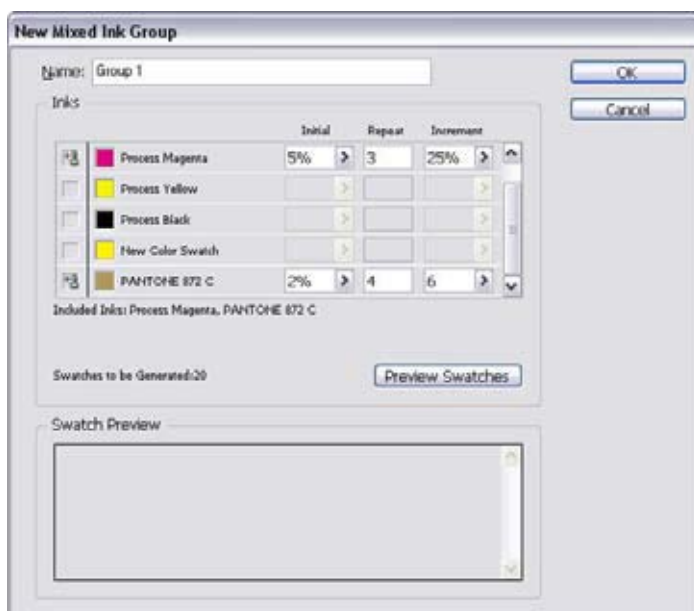 New Mixed Ink Group
Name: Group 1
OK
Cancel
Inks
Initial Repeat Increment
Process Magenta 5% 3 25%
Process Yellow
Process Black
New Color Swatch
PANTONE 872 C 2% 4 6
Included Inks: Process Magenta, PANTONE 872 C
Swatches to be Generated:20
Preview Swatches
Swatch Preview